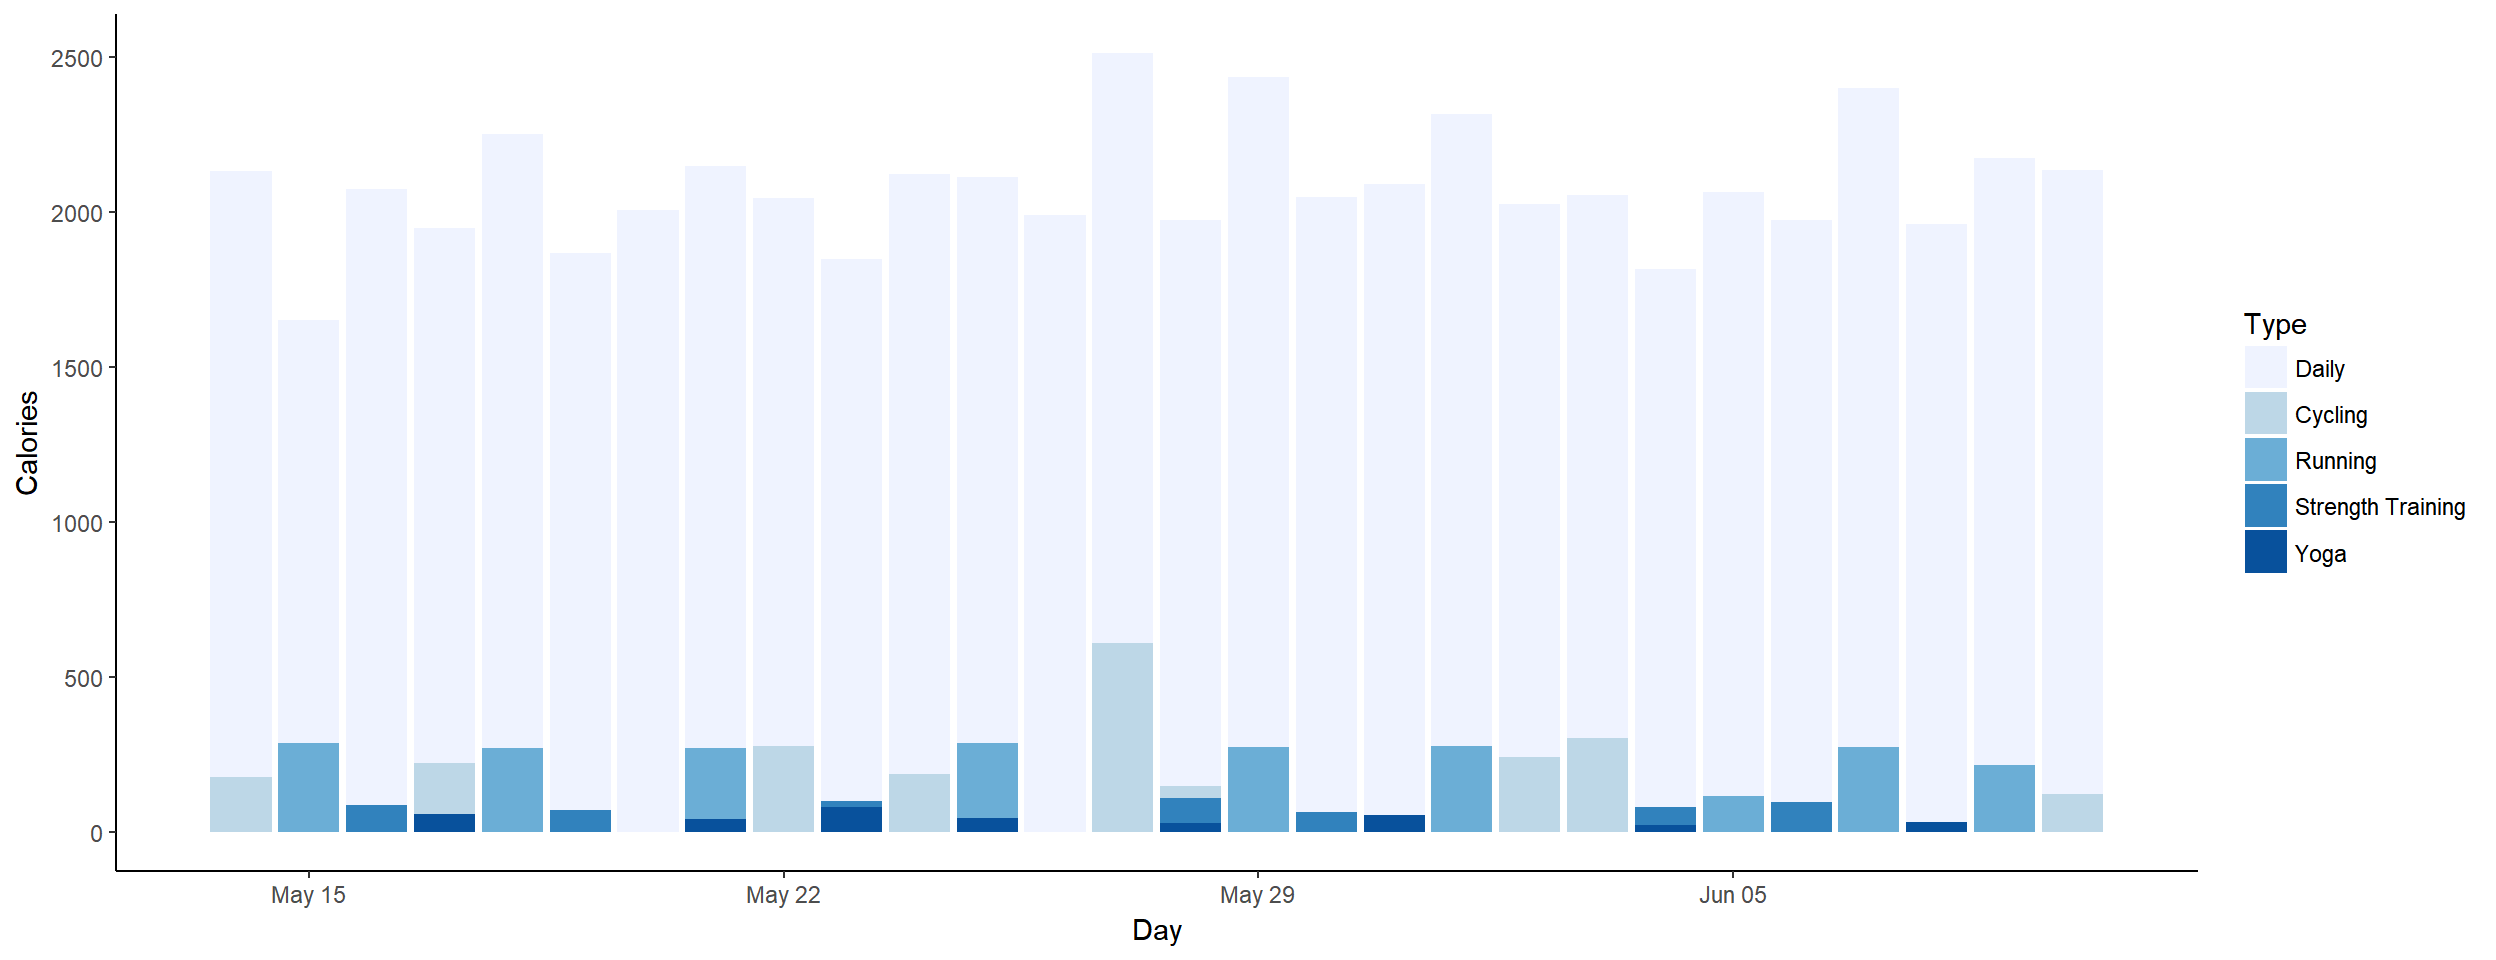 2500
2000
1500
1000
500
0
Calories
May 15
May 22
May 29
Jun 05
Day
Type
Daily
Cycling
Running
Strength Training
Yoga